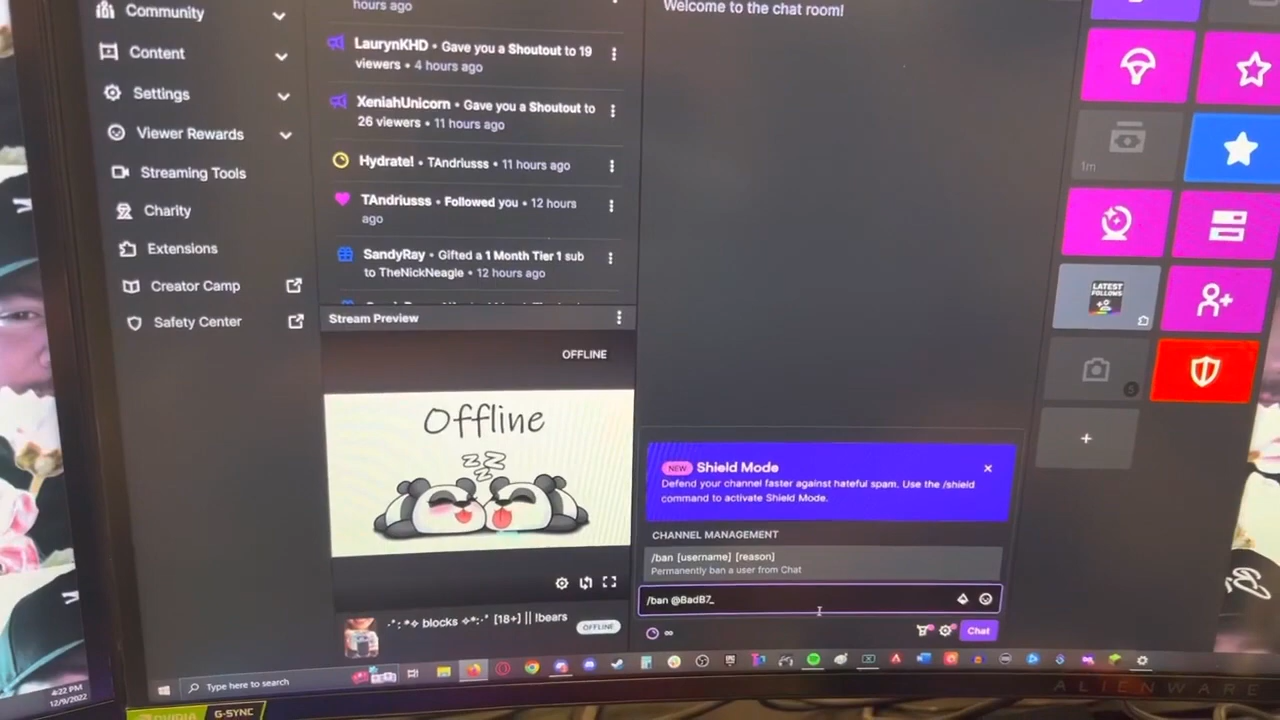 Community
Content
Settings
Viewer Rewards
Streaming Tools
Charity
Extensions
Creator Camp
Safety Center
hours ago
LaurynKHD • Gave you a Shoutout to 19
viewers • 4 hours ago
XeniahUnicorn • Gave you a Shoutout to
26 viewers • 11 hours ago
Hydrate! • TAndriusss • 11 hours ago
TAndriusss • Followed you • 12 hours
ago
SandyRay • Gifted a 1 Month Tier 1 sub
to TheNickNeagle • 12 hours ago
Stream Preview
OFFLINE
Offline
zzz
blocks
[18+] || !bears
OFFLINE
Welcome to the chat room!
NEW Shield Mode
Defend your channel faster against hateful spam. Use the /shield
command to activate Shield Mode.
CHANNEL MANAGEMENT
/ban [username] [reason]
Permanently ban a user from Chat
/ban @BadB7_
Chat
1m
LATEST
FOLLOWS
5
Type here to search
4:22 PM
12/9/2022
NVIDIA G-SYNC
ALIENWARE